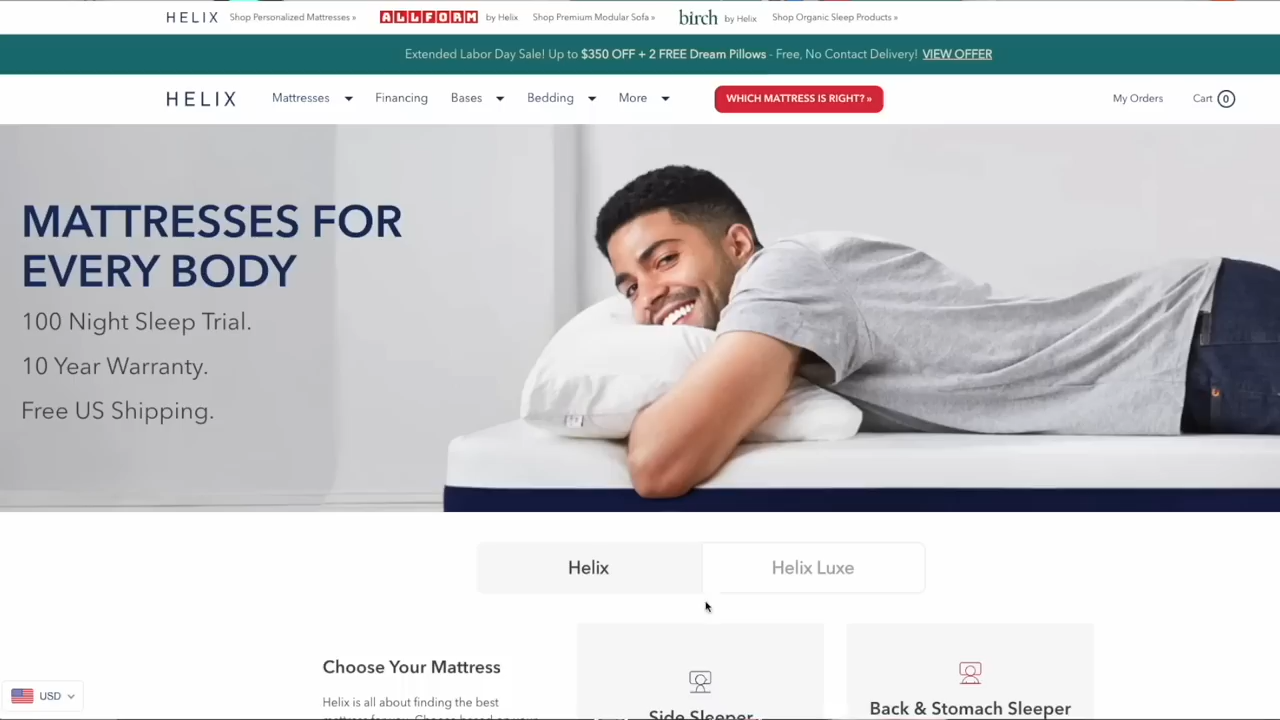 HELIX Shop Personalized Mattresses » ALLFORM by Helix Shop Premium Modular Sofa » birch by Helix Shop Organic Sleep Products »
Extended Labor Day Sale! Up to $350 OFF + 2 FREE Dream Pillows - Free, No Contact Delivery! VIEW OFFER
HELIX Mattresses Financing Bases Bedding More WHICH MATTRESS IS RIGHT? » My Orders Cart 0
MATTRESSES FOR
EVERY BODY
100 Night Sleep Trial.
10 Year Warranty.
Free US Shipping.
Helix Helix Luxe
Choose Your Mattress
Helix is all about finding the best
Side Sleeper
Back & Stomach Sleeper
USD